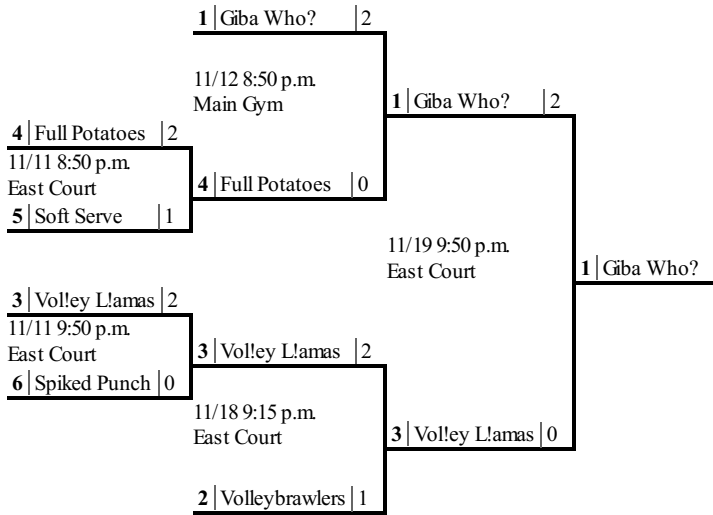 1 Giba Who? 2
11/12 8:50 p.m.
Main Gym
1 Giba Who? 2
4 Full Potatoes 2
11/11 8:50 p.m.
East Court
4 Full Potatoes 0
5 Soft Serve 1
11/19 9:50 p.m.
East Court
1 Giba Who?
3 Vol!ey L!amas 2
11/11 9:50 p.m.
East Court
3 Vol!ey L!amas 2
6 Spiked Punch 0
11/18 9:15 p.m.
East Court
3 Vol!ey L!amas 0
2 Volleybrawlers 1